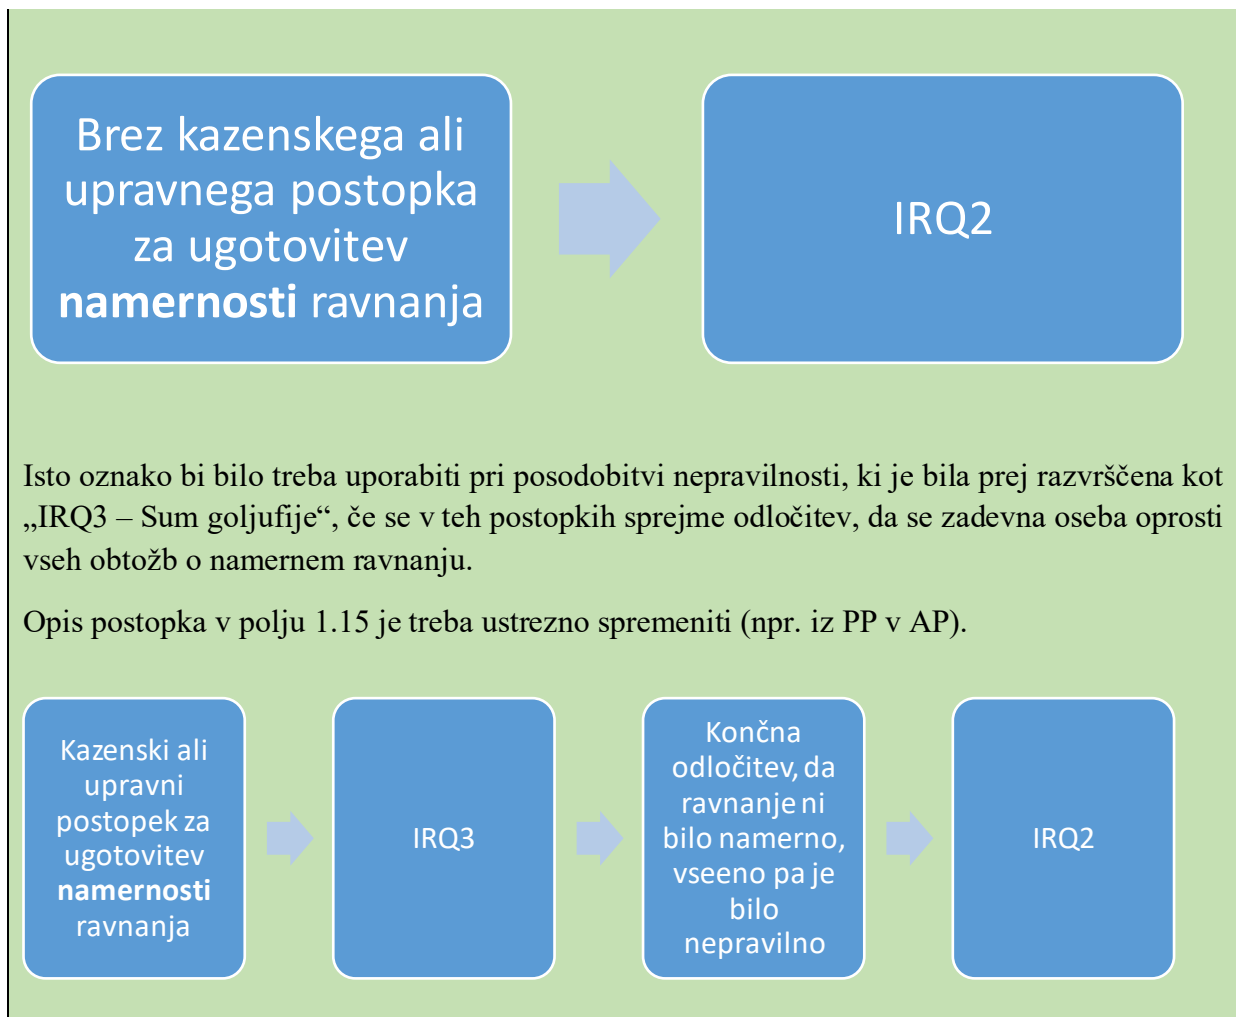 Brez kazenskega ali
upravnega postopka
za ugotovitev
namernosti ravnanja
IRQ2
Isto oznako bi bilo treba uporabiti pri posodobitvi nepravilnosti, ki je bila prej razvrščena kot
„IRQ3 – Sum goljufije“, če se v teh postopkih sprejme odločitev, da se zadevna oseba oprosti
vseh obtožb o namernem ravnanju.
Opis postopka v polju 1.15 je treba ustrezno spremeniti (npr. iz PP v AP).
Kazenski ali
upravni
postopek za
ugotovitev
namernosti
ravnanja
IRQ3
Končna
odločitev, da
ravnanje ni
bilo namerno,
vseeno pa je
bilo
nepravilno
IRQ2